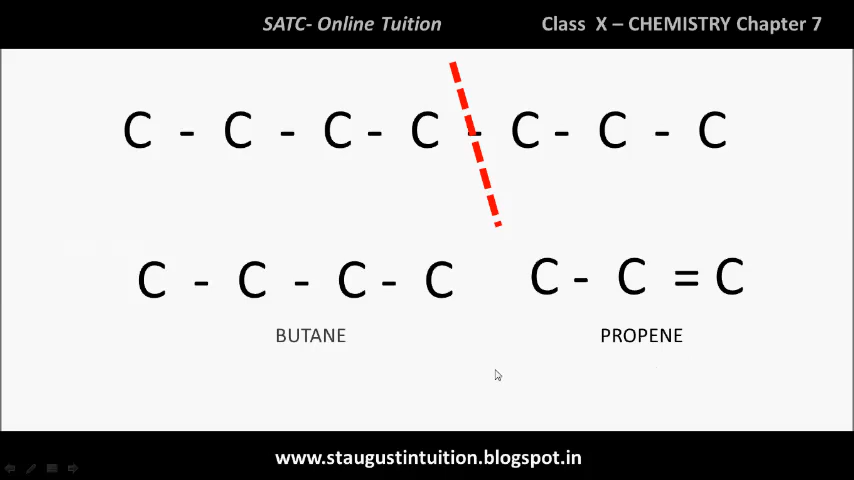 SATC- Online Tuition
Class X – CHEMISTRY Chapter 7
C - C - C - C - C - C - C
C - C - C - C
C - C = C
BUTANE
PROPENE
www.staugustintuition.blogspot.in